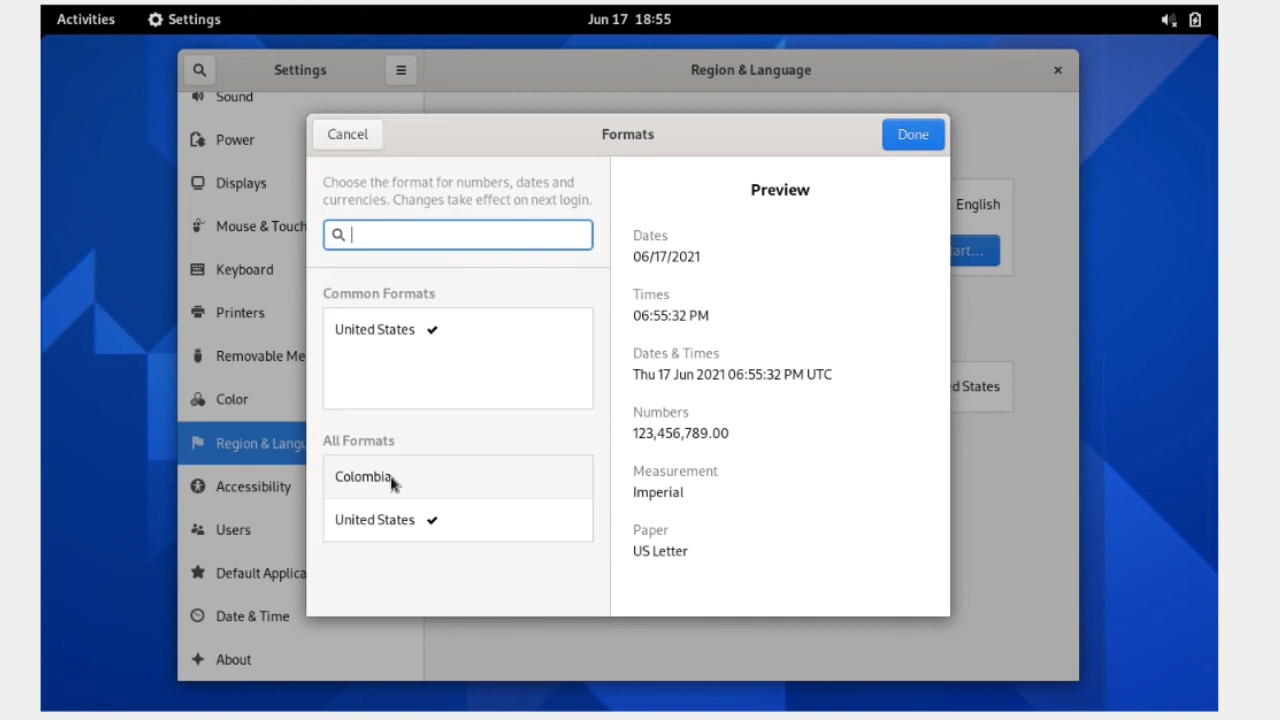 Activities
Settings
Jun 17 18:55
Settings
Region & Language
Sound
Power
Displays
Mouse & Touch
Keyboard
Printers
Removable Me
Color
Region & Langu
Accessibility
Users
Default Applica
Date & Time
About
English
art...
d States
Cancel
Formats
Done
Choose the format for numbers, dates and
currencies. Changes take effect on next login.
Common Formats
United States
All Formats
Colombia
United States
Preview
Dates
06/17/2021
Times
06:55:32 PM
Dates & Times
Thu 17 Jun 2021 06:55:32 PM UTC
Numbers
123,456,789.00
Measurement
Imperial
Paper
US Letter